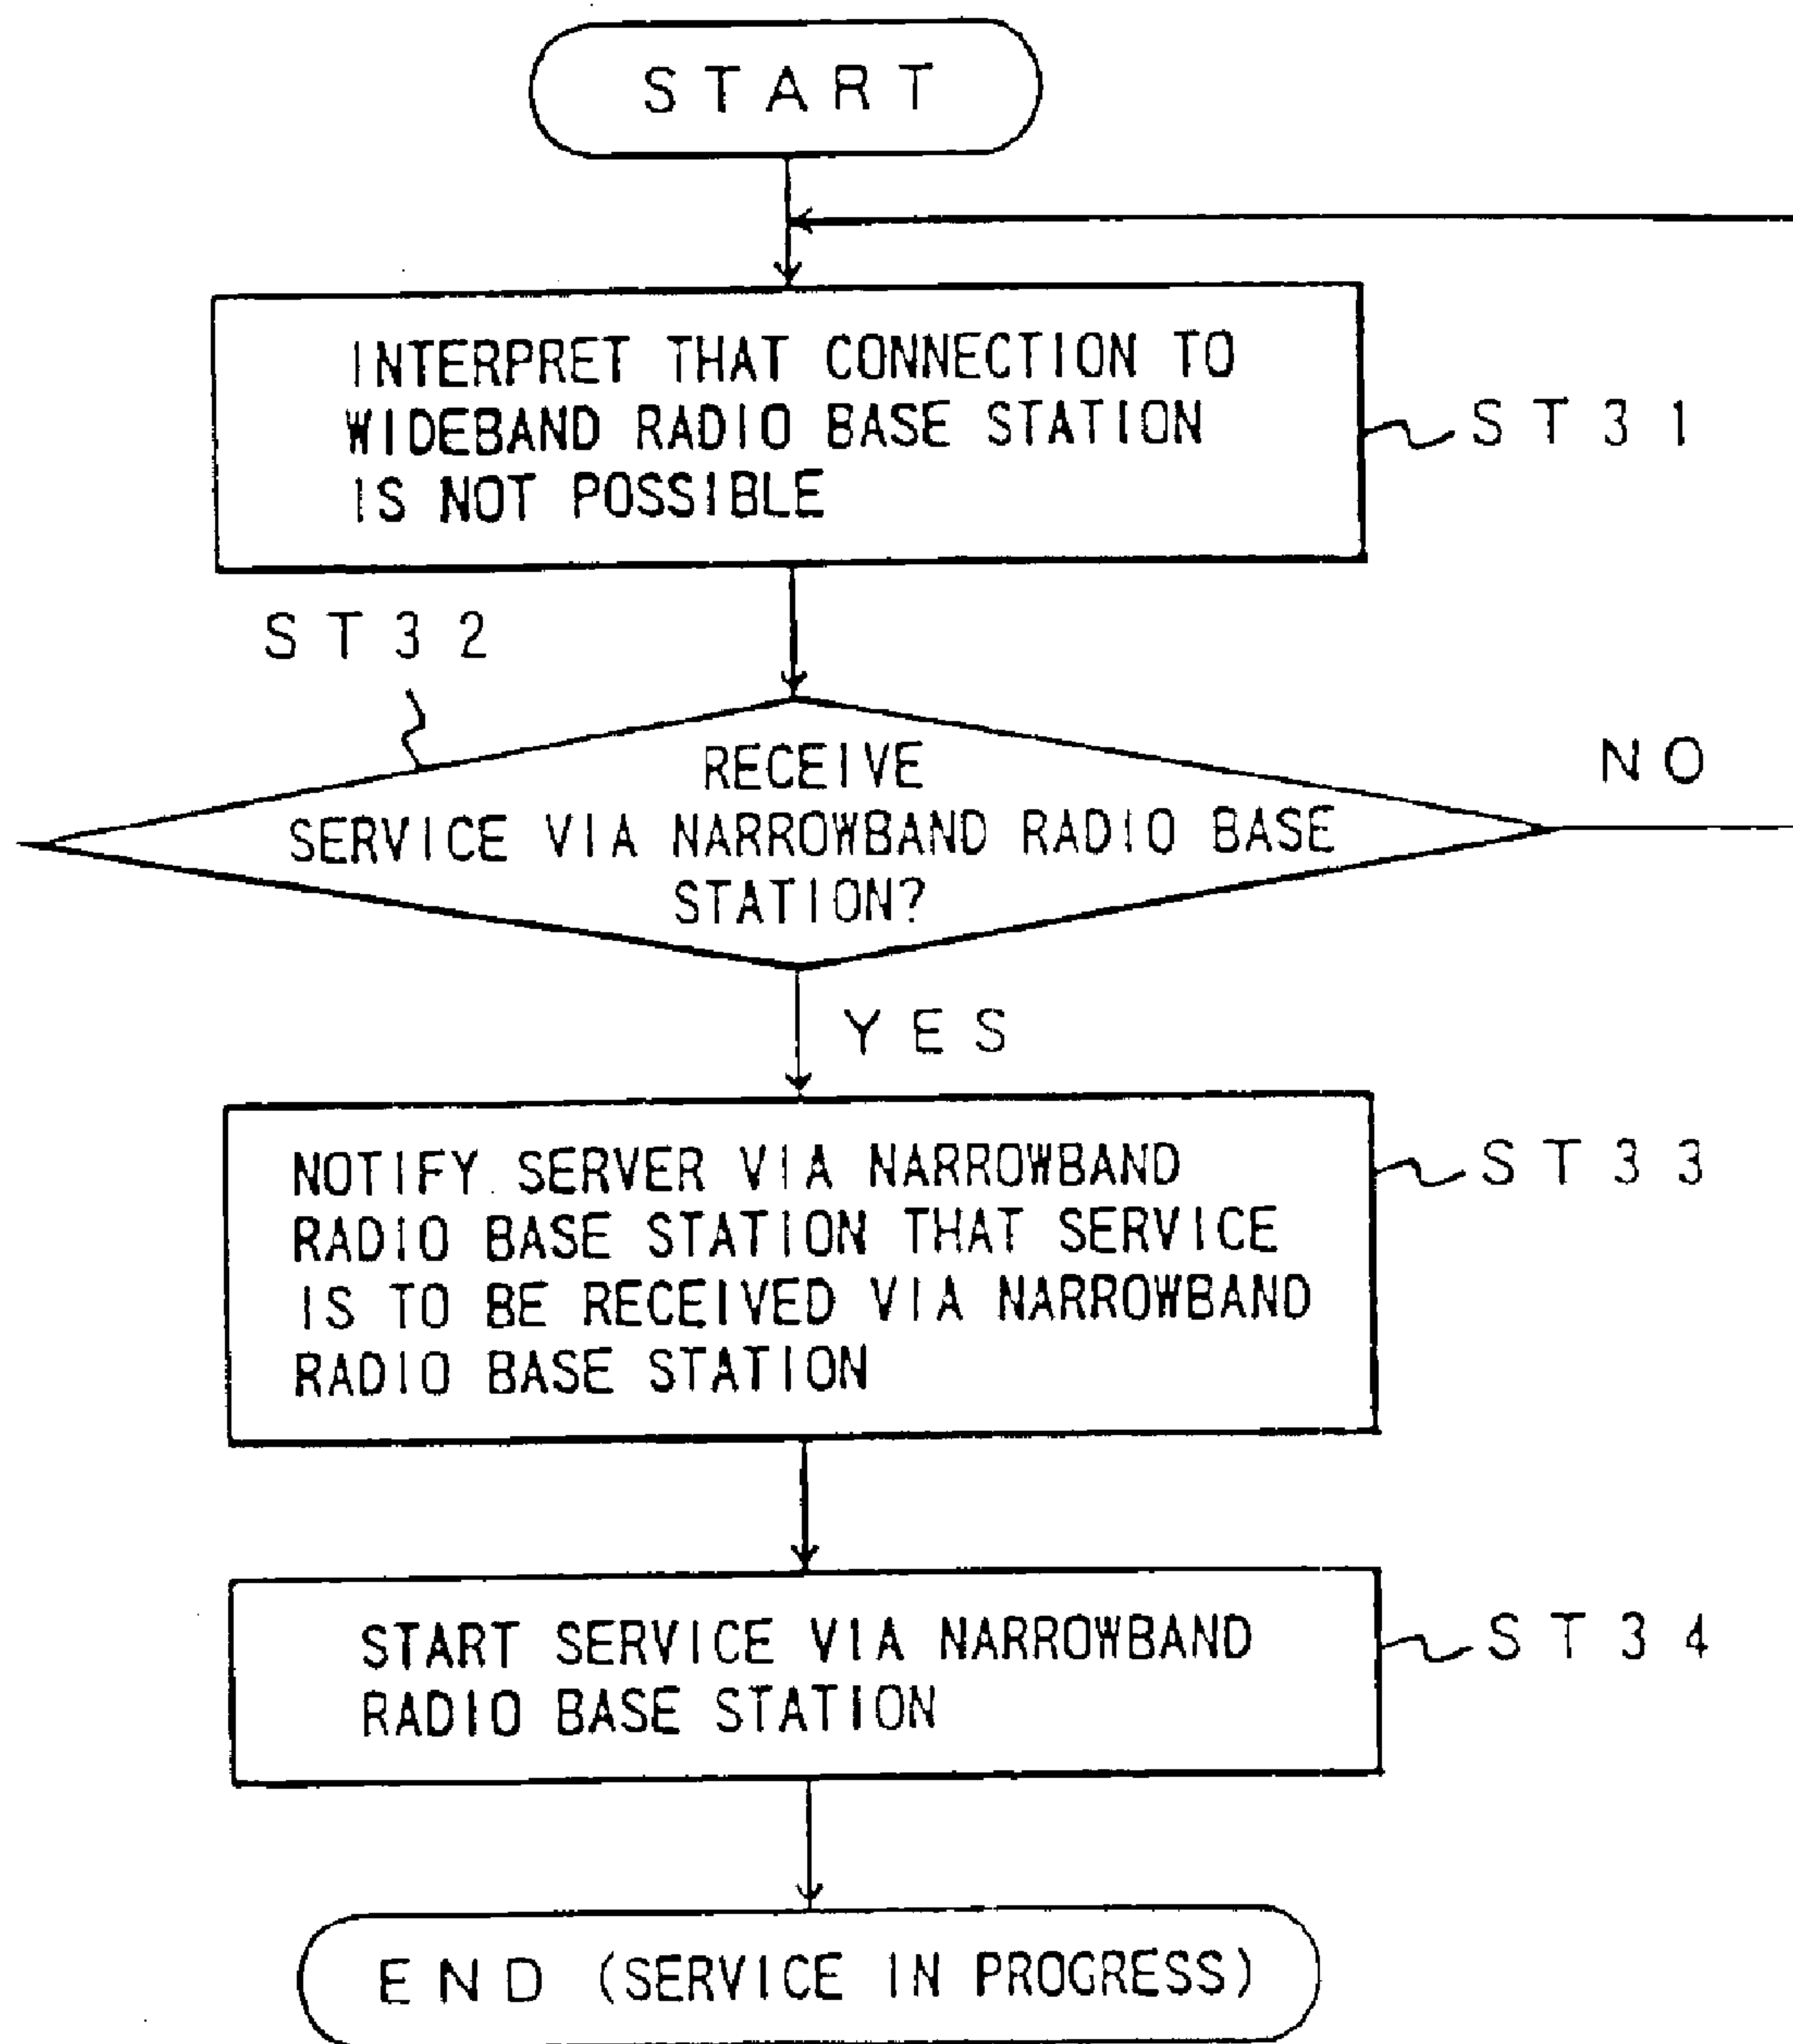 START
INTERPRET THAT CONNECTION TO
WIDEBAND RADIO BASE STATION
IS NOT POSSIBLE
ST31
ST32
RECEIVE
SERVICE VIA NARROWBAND RADIO BASE
STATION?
NO
YES
NOTIFY SERVER VIA NARROWBAND
RADIO BASE STATION THAT SERVICE
IS TO BE RECEIVED VIA NARROWBAND
RADIO BASE STATION
ST33
START SERVICE VIA NARROWBAND
RADIO BASE STATION
ST34
END (SERVICE IN PROGRESS)